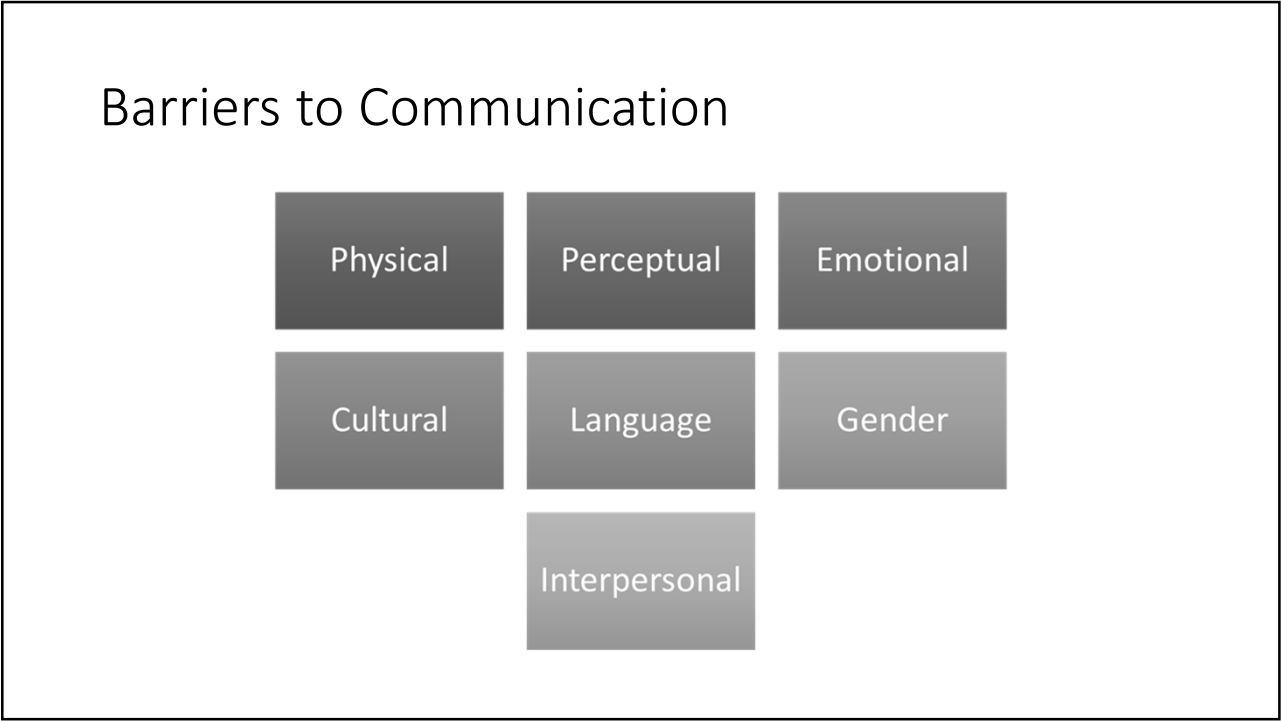 Barriers to Communication
Physical
Perceptual
Emotional
Cultural
Language
Gender
Interpersonal